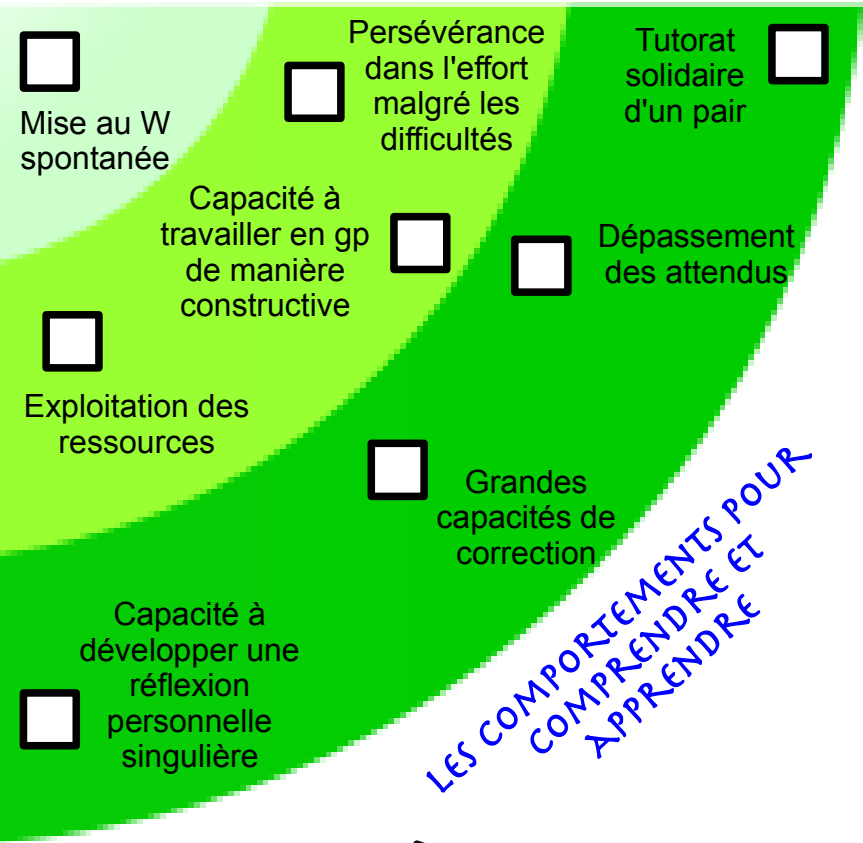 Mise au W
spontanée
Persévérance
dans l'effort
malgré les
difficultés
Tutorat
solidaire
d'un pair
Capacité à
travailler en gp
de manière
constructive
Dépassement
des attendus
Exploitation des
ressources
Grandes
capacités de
correction
Capacité à
développer une
réflexion
personnelle
singulière
LES COMPORTEMENTS POUR
COMPRENDRE ET
APPRENDRE